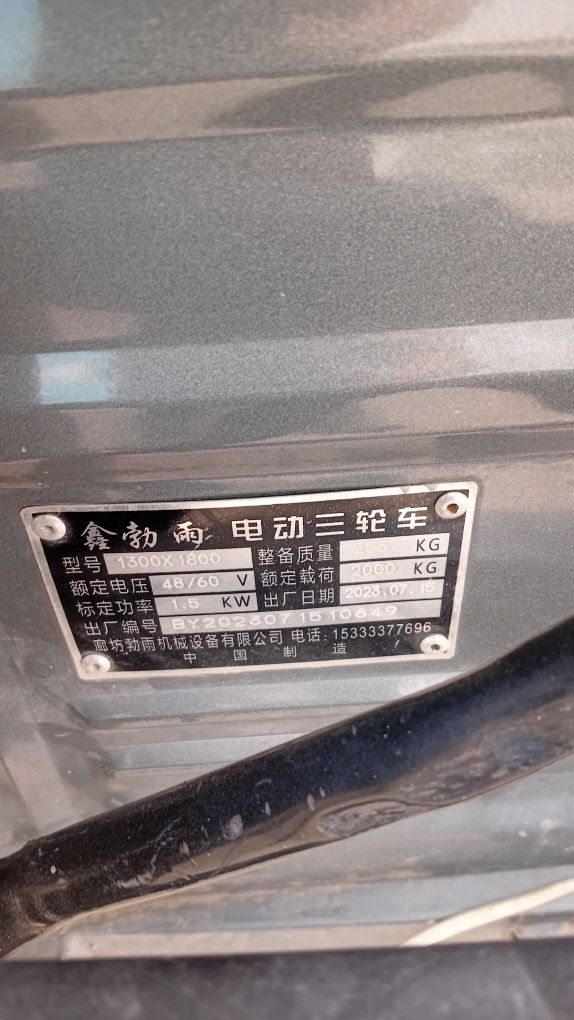 鑫勃雨 电动三轮车
型号 1300X1800 整备质量 KG
额定电压 48/60 V 额定载荷 2000 KG
标定功率 1.5 KW 出厂日期 2023.07.15
出厂编号 BY2023071510649
廊坊勃雨机械设备有限公司 电话: 15333377696
中国制造